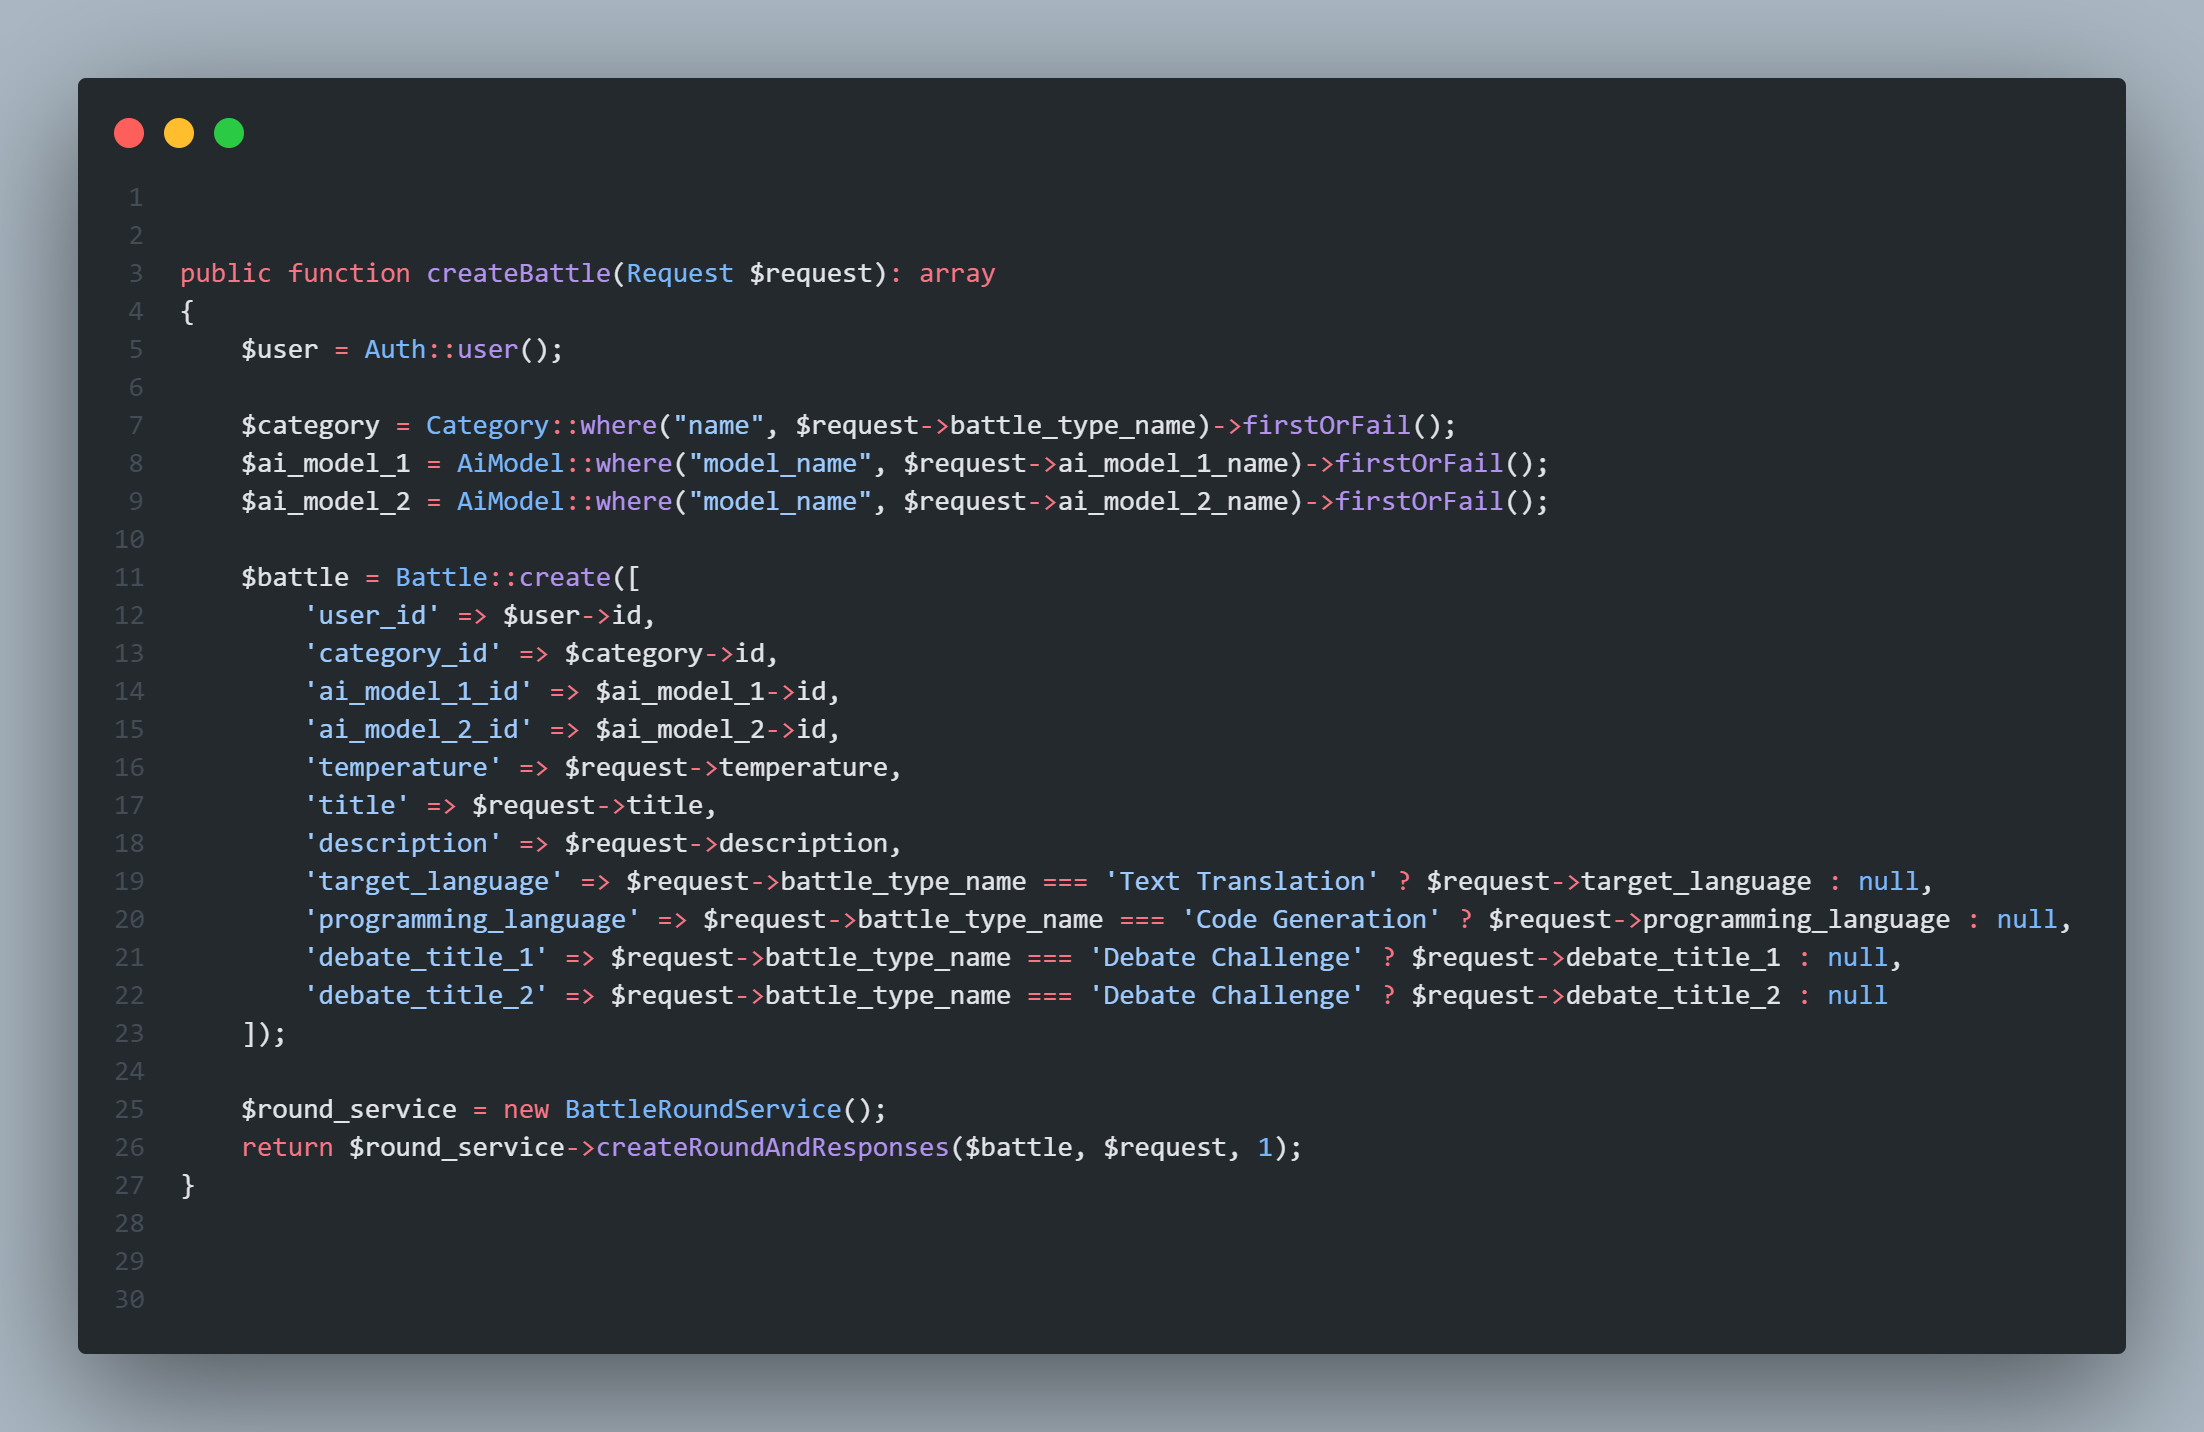 1
2
3 public function createBattle(Request $request): array
4 {
5     $user = Auth::user();
6
7     $category = Category::where("name", $request->battle_type_name)->firstOrFail();
8     $ai_model_1 = AiModel::where("model_name", $request->ai_model_1_name)->firstOrFail();
9     $ai_model_2 = AiModel::where("model_name", $request->ai_model_2_name)->firstOrFail();
10
11     $battle = Battle::create([
12         'user_id' => $user->id,
13         'category_id' => $category->id,
14         'ai_model_1_id' => $ai_model_1->id,
15         'ai_model_2_id' => $ai_model_2->id,
16         'temperature' => $request->temperature,
17         'title' => $request->title,
18         'description' => $request->description,
19         'target_language' => $request->battle_type_name === 'Text Translation' ? $request->target_language : null,
20         'programming_language' => $request->battle_type_name === 'Code Generation' ? $request->programming_language : null,
21         'debate_title_1' => $request->battle_type_name === 'Debate Challenge' ? $request->debate_title_1 : null,
22         'debate_title_2' => $request->battle_type_name === 'Debate Challenge' ? $request->debate_title_2 : null
23     ]);
24
25     $round_service = new BattleRoundService();
26     return $round_service->createRoundAndResponses($battle, $request, 1);
27 }
28
29
30